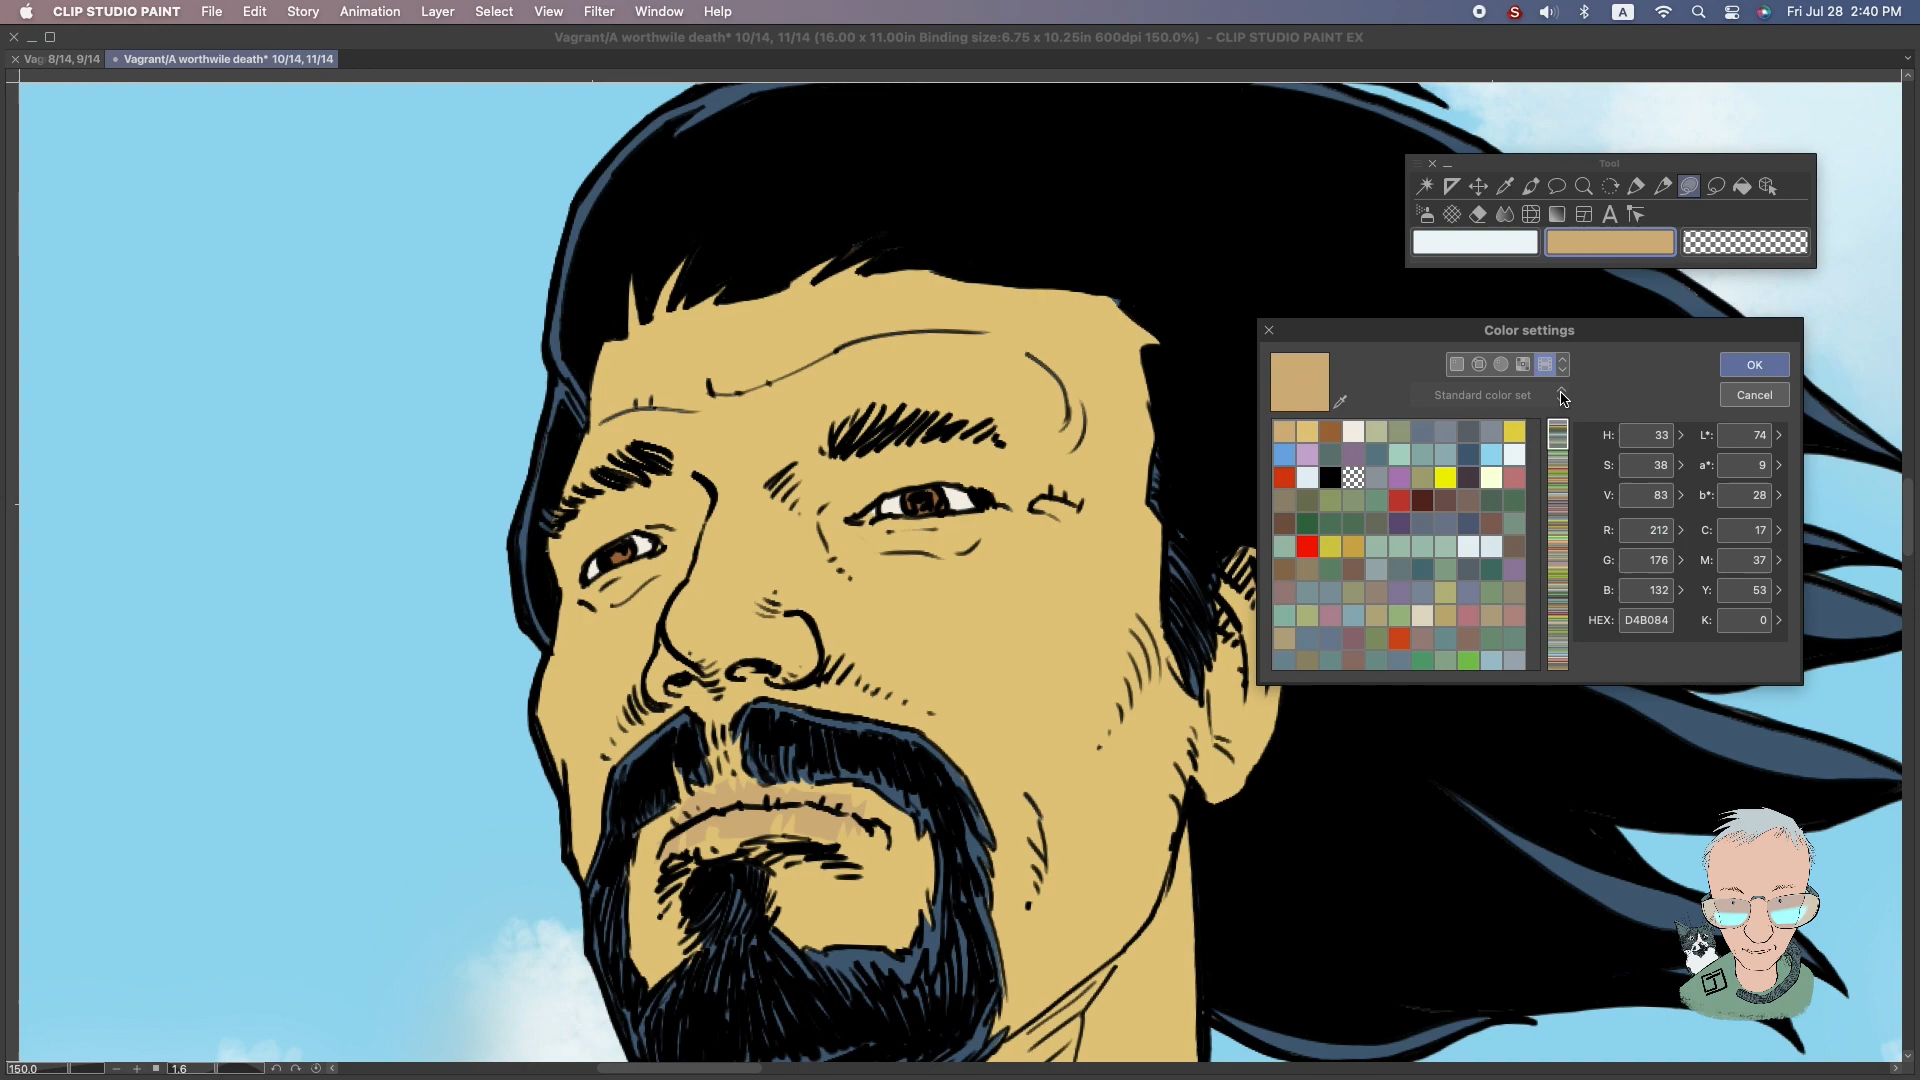 CLIP STUDIO PAINT File Edit Story Animation Layer Select View Filter Window Help S A Fri Jul 28 2:40 PM
Vagrant/A worthwile death* 10/14, 11/14 (16.00 x 11.00in Binding size:6.75 x 10.25in 600dpi 150.0%) - CLIP STUDIO PAINT EX
Vag 8/14, 9/14 Vagrant/A worthwile death* 10/14, 11/14
Tool
A
Color settings
OK
Standard color set Cancel
H: 33 L*: 74
S: 38 a*: 9
V: 83 b*: 28
R: 212 C: 17
G: 176 M: 37
B: 132 Y: 53
HEX: D4B084 K: 0
150.0 1.6